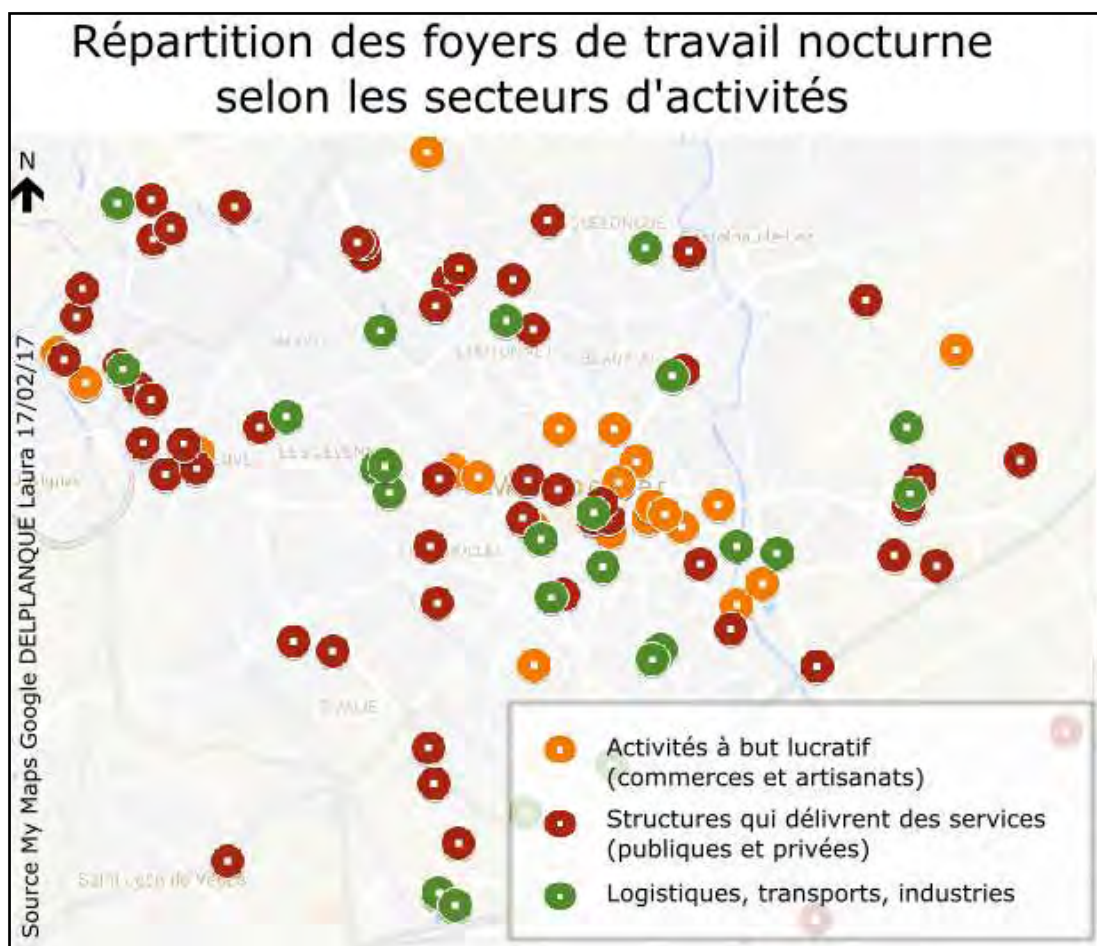 Répartition des foyers de travail nocturne
selon les secteurs d'activités
N
Source My Maps Google DELPLANQUE Laura 17/02/17
Activités à but lucratif
(commerces et artisanats)
Structures qui délivrent des services
(publiques et privées)
Logistiques, transports, industries